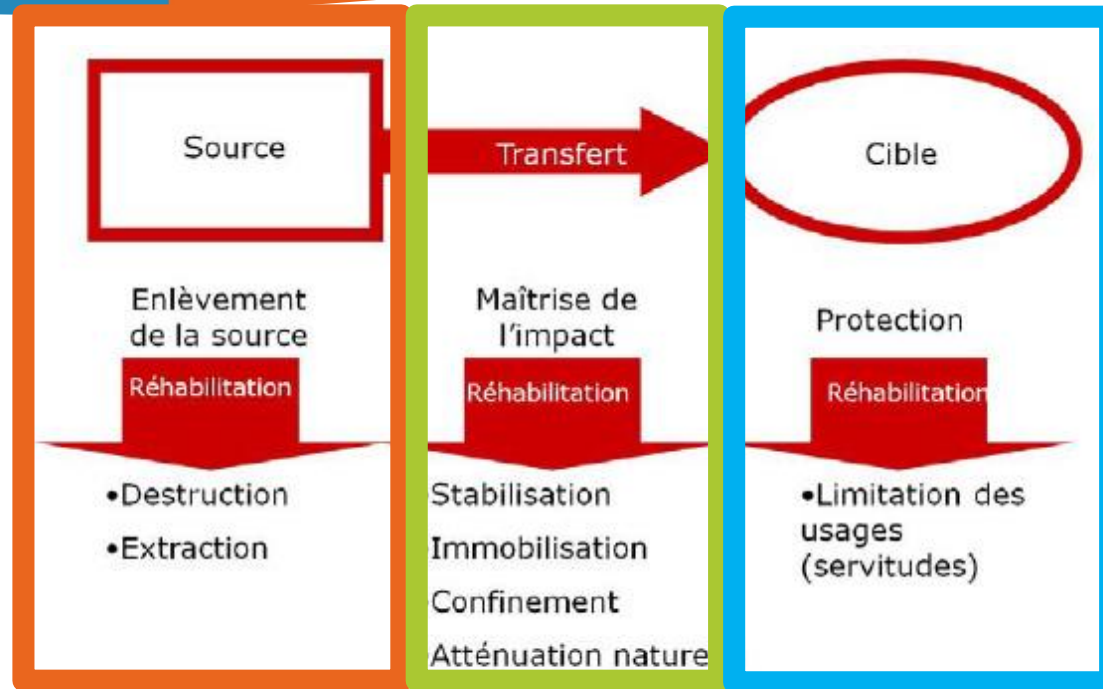 Source
Enlèvement
de la source
Réhabilitation
•Destruction
•Extraction
Transfert
Maîtrise de
l'impact
Réhabilitation
•Stabilisation
•Immobilisation
•Confinement
•Atténuation nature
Cible
Protection
Réhabilitation
•Limitation des
usages
(servitudes)